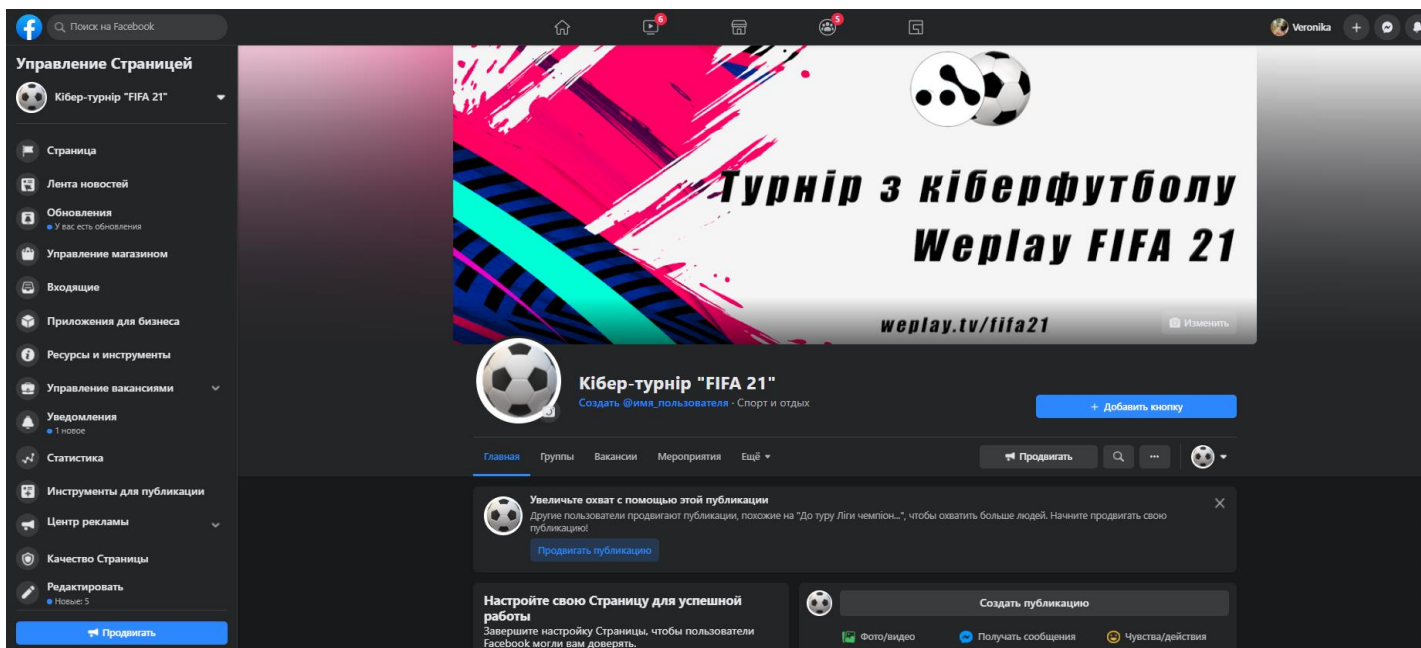 Поиск на Facebook
6
5
Veronika
Управление Страницей
Кібер-турнір "FIFA 21"
Страница
Лента новостей
Обновления
У вас есть обновления
Управление магазином
Входящие
Приложения для бизнеса
Ресурсы и инструменты
Управление вакансиями
Уведомления
1 новое
Статистика
Инструменты для публикации
Центр рекламы
Качество Страницы
Редактировать
Новые: 5
Продвигать
Турнір з кіберфутболу
Weplay FIFA 21
weplay.tv/fifa21
Изменить
Кібер-турнір "FIFA 21"
Создать @имя_пользователя · Спорт и отдых
+ Добавить кнопку
Главная Группы Вакансии Мероприятия Ещё
Продвигать
Увеличьте охват с помощью этой публикации
Другие пользователи продвигают публикации, похожие на "До туру Ліги чемпіон...", чтобы охватить больше людей. Начните продвигать свою
публикацию!
Продвигать публикацию
Настройте свою Страницу для успешной
работы
Завершите настройку Страницы, чтобы пользователи
Facebook могли вам доверять.
Создать публикацию
Фото/видео Получать сообщения Чувства/действия